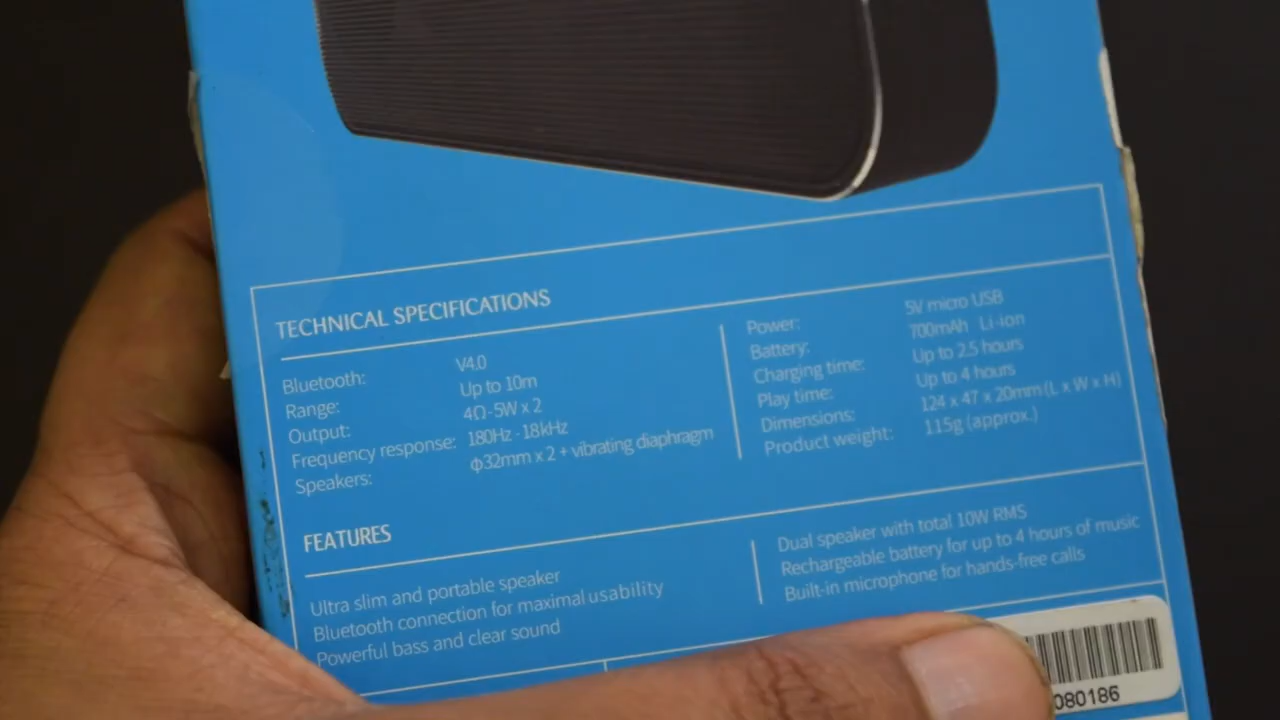 TECHNICAL SPECIFICATIONS
Bluetooth: V4.0
Range: Up to 10m
Output: 4Ω-5W x 2
Frequency response: 180Hz - 18kHz
Speakers: ф32mm x 2 + vibrating diaphragm
Power: 5V micro USB
Battery: 700mAh Li-ion
Charging time: Up to 2.5 hours
Play time: Up to 4 hours
Dimensions: 124 x 47 x 20mm (L x W x H)
Product weight: 115g (approx.)
FEATURES
Ultra slim and portable speaker
Bluetooth connection for maximal usability
Powerful bass and clear sound
Dual speaker with total 10W RMS
Rechargeable battery for up to 4 hours of music
Built-in microphone for hands-free calls
080186